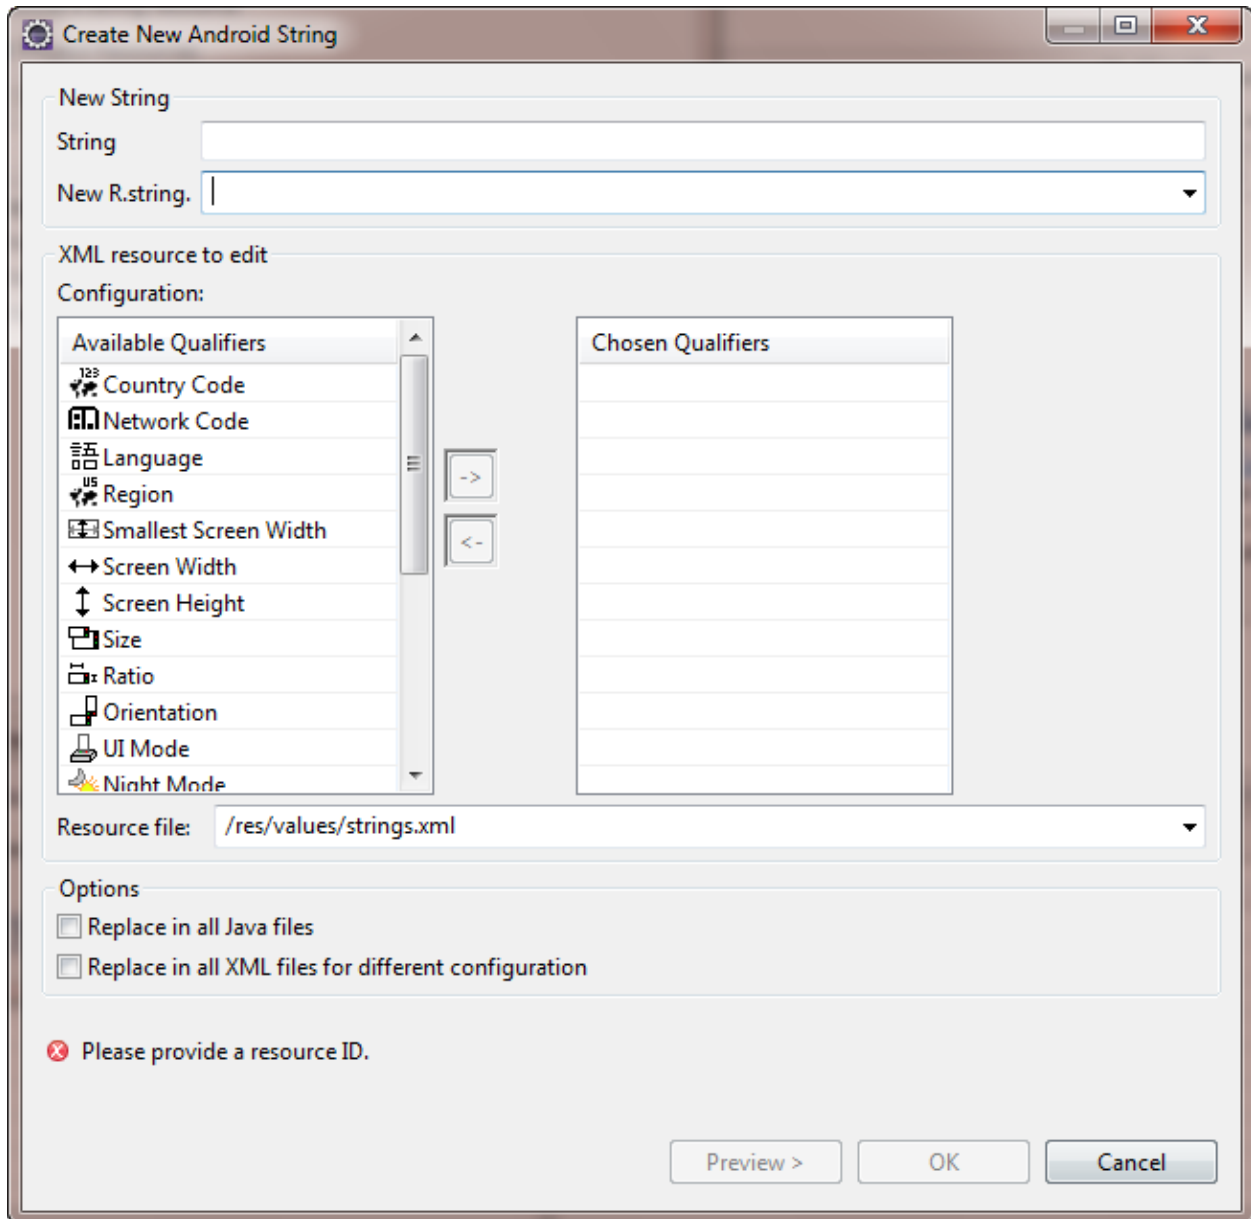 Create New Android String
New String
String
New R.string.
XML resource to edit
Configuration:
Available Qualifiers
Chosen Qualifiers
123
Country Code
Network Code
語 Language
US
Region
Smallest Screen Width
Screen Width
Screen Height
Size
Ratio
Orientation
UI Mode
Night Mode
->
<-
Resource file: /res/values/strings.xml
Options
Replace in all Java files
Replace in all XML files for different configuration
Please provide a resource ID.
Preview > OK Cancel